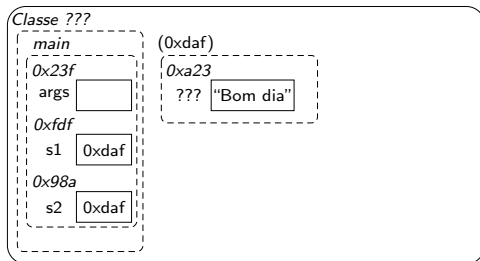 Classe ???
main
(0xdaf)
0x23f
0xa23
args
??? “Bom dia”
0xfdf
s1 0xdaf
0x98a
s2 0xdaf